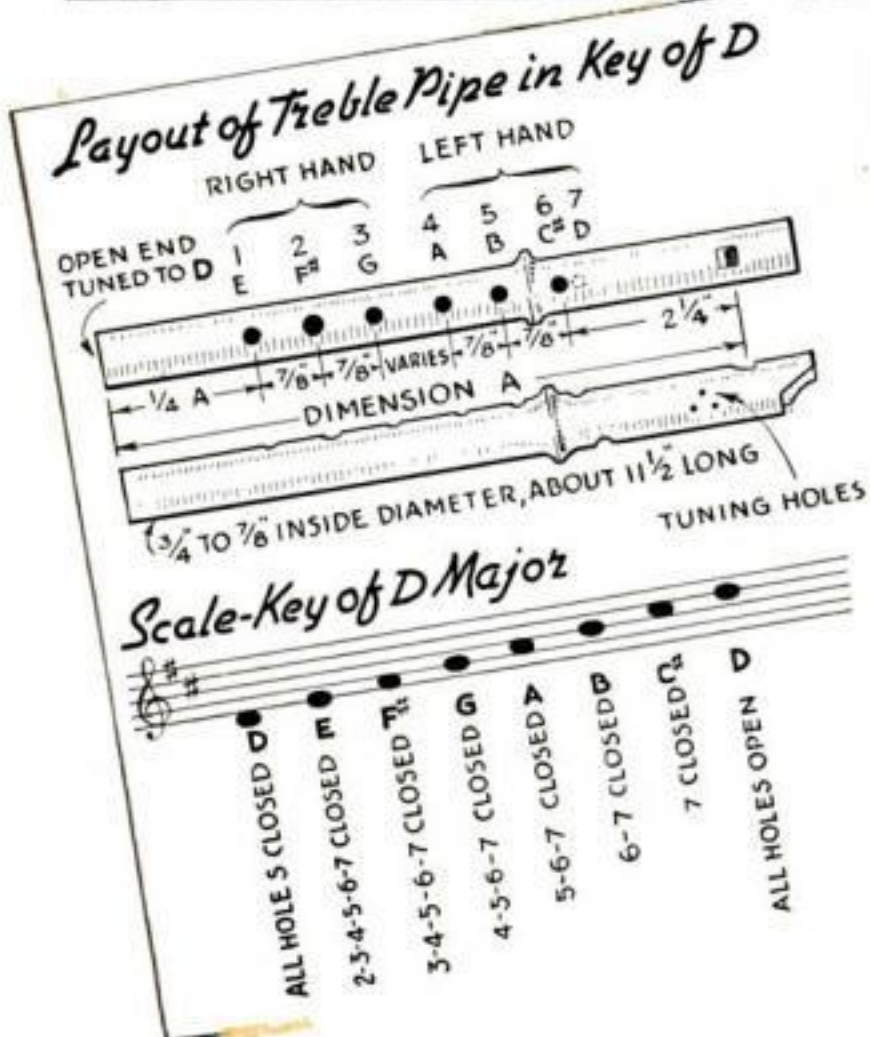 Layout of Treble Pipe in Key of D
RIGHT HAND
LEFT HAND
OPEN END
TUNED TO D
1 2 3 4 5 6 7
E F# G A B C# D
1/4 A 7/8" 7/8" VARIES 7/8" 7/8" 2 1/4"
DIMENSION A
3/4" TO 7/8" INSIDE DIAMETER, ABOUT 11 1/2" LONG
TUNING HOLES
Scale-Key of D Major
D
ALL HOLES CLOSED
E
2-3-4-5-6-7 CLOSED
F#
3-4-5-6-7 CLOSED
G
4-5-6-7 CLOSED
A
5-6-7 CLOSED
B
6-7 CLOSED
C#
7 CLOSED
D
ALL HOLES OPEN